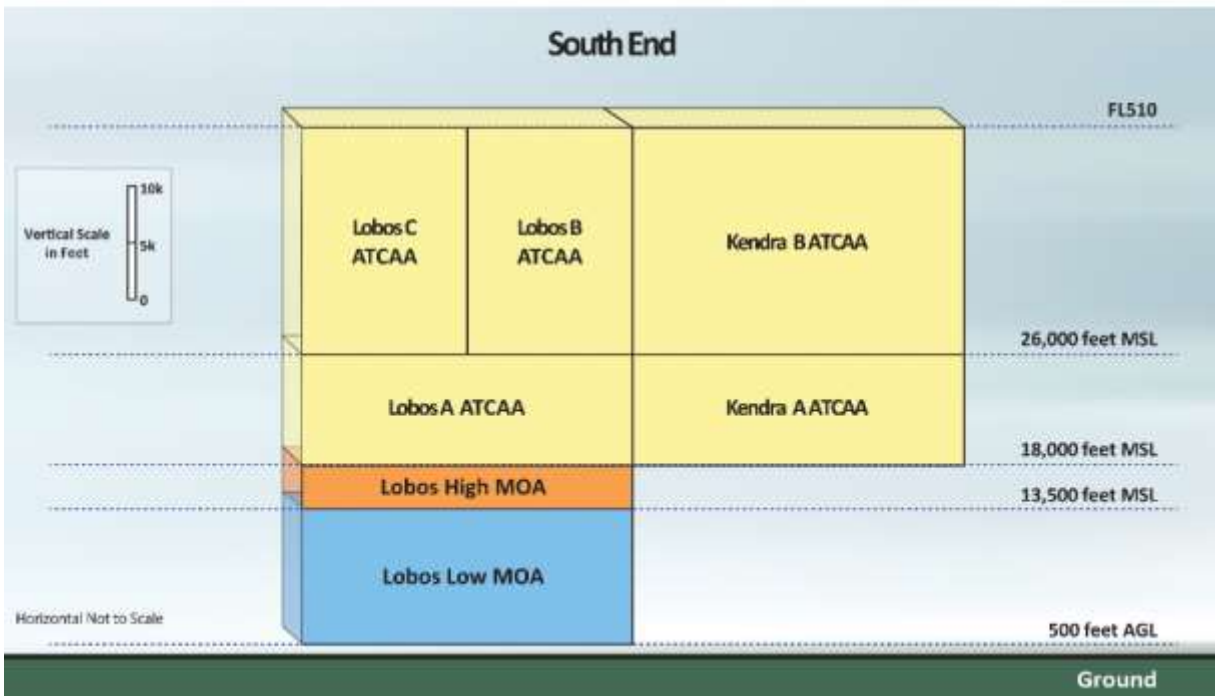 South End
FL510
10k
Vertical Scale
in Feet
5k
0
Lobos C
ATCAA
Lobos B
ATCAA
Kendra B ATCAA
26,000 feet MSL
Lobos A ATCAA
Kendra A ATCAA
18,000 feet MSL
Lobos High MOA
13,500 feet MSL
Lobos Low MOA
Horizontal Not to Scale
500 feet AGL
Ground